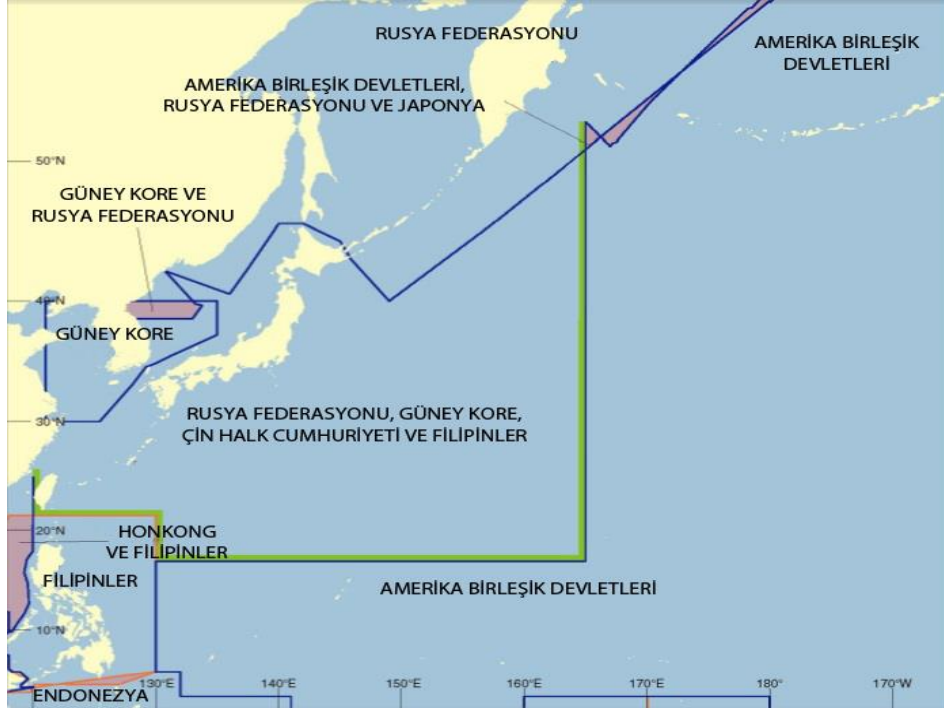 RUSYA FEDERASYONU
AMERİKA BİRLEŞİK
DEVLETLERİ
AMERİKA BİRLEŞİK DEVLETLERİ,
RUSYA FEDERASYONU VE JAPONYA
50°N
GÜNEY KORE VE
RUSYA FEDERASYONU
40°N
GÜNEY KORE
RUSYA FEDERASYONU, GÜNEY KORE,
ÇİN HALK CUMHURİYETİ VE FİLİPİNLER
30°N
20°N
HONKONG
VE FİLİPİNLER
FİLİPİNLER
AMERİKA BİRLEŞİK DEVLETLERİ
10°N
ENDONEZYA
130°E
140°E
150°E
160°E
170°E
180°
170°W